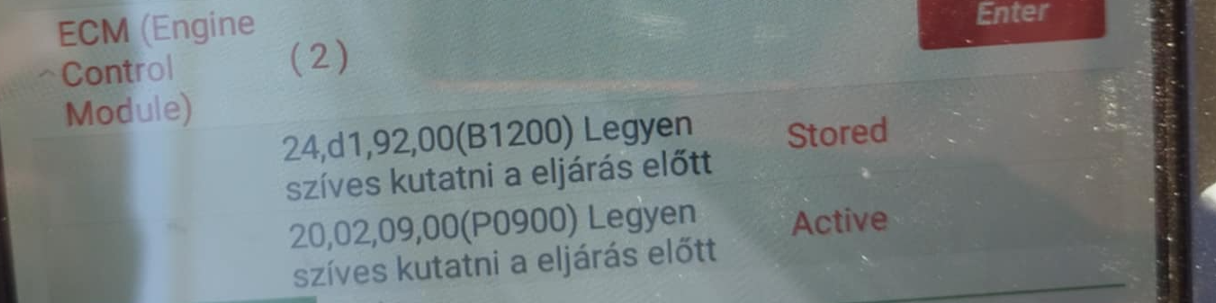 Enter
ECM (Engine
Control
Module)
(2)
24,d1,92,00(B1200) Legyen
szíves kutatni a eljárás előtt
Stored
20,02,09,00(P0900) Legyen
szíves kutatni a eljárás előtt
Active